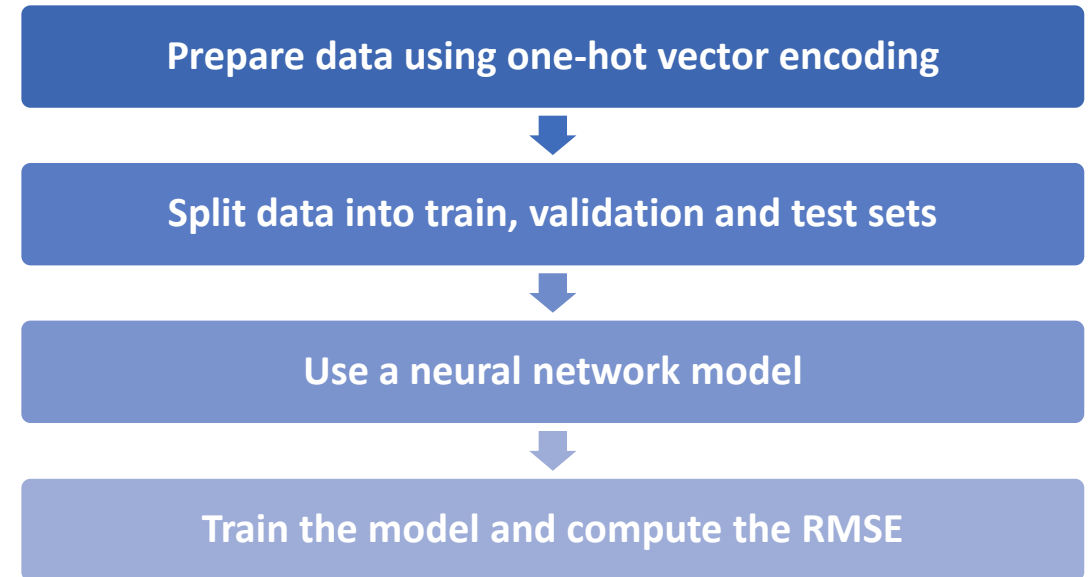 Prepare data using one-hot vector encoding
Split data into train, validation and test sets
Use a neural network model
Train the model and compute the RMSE